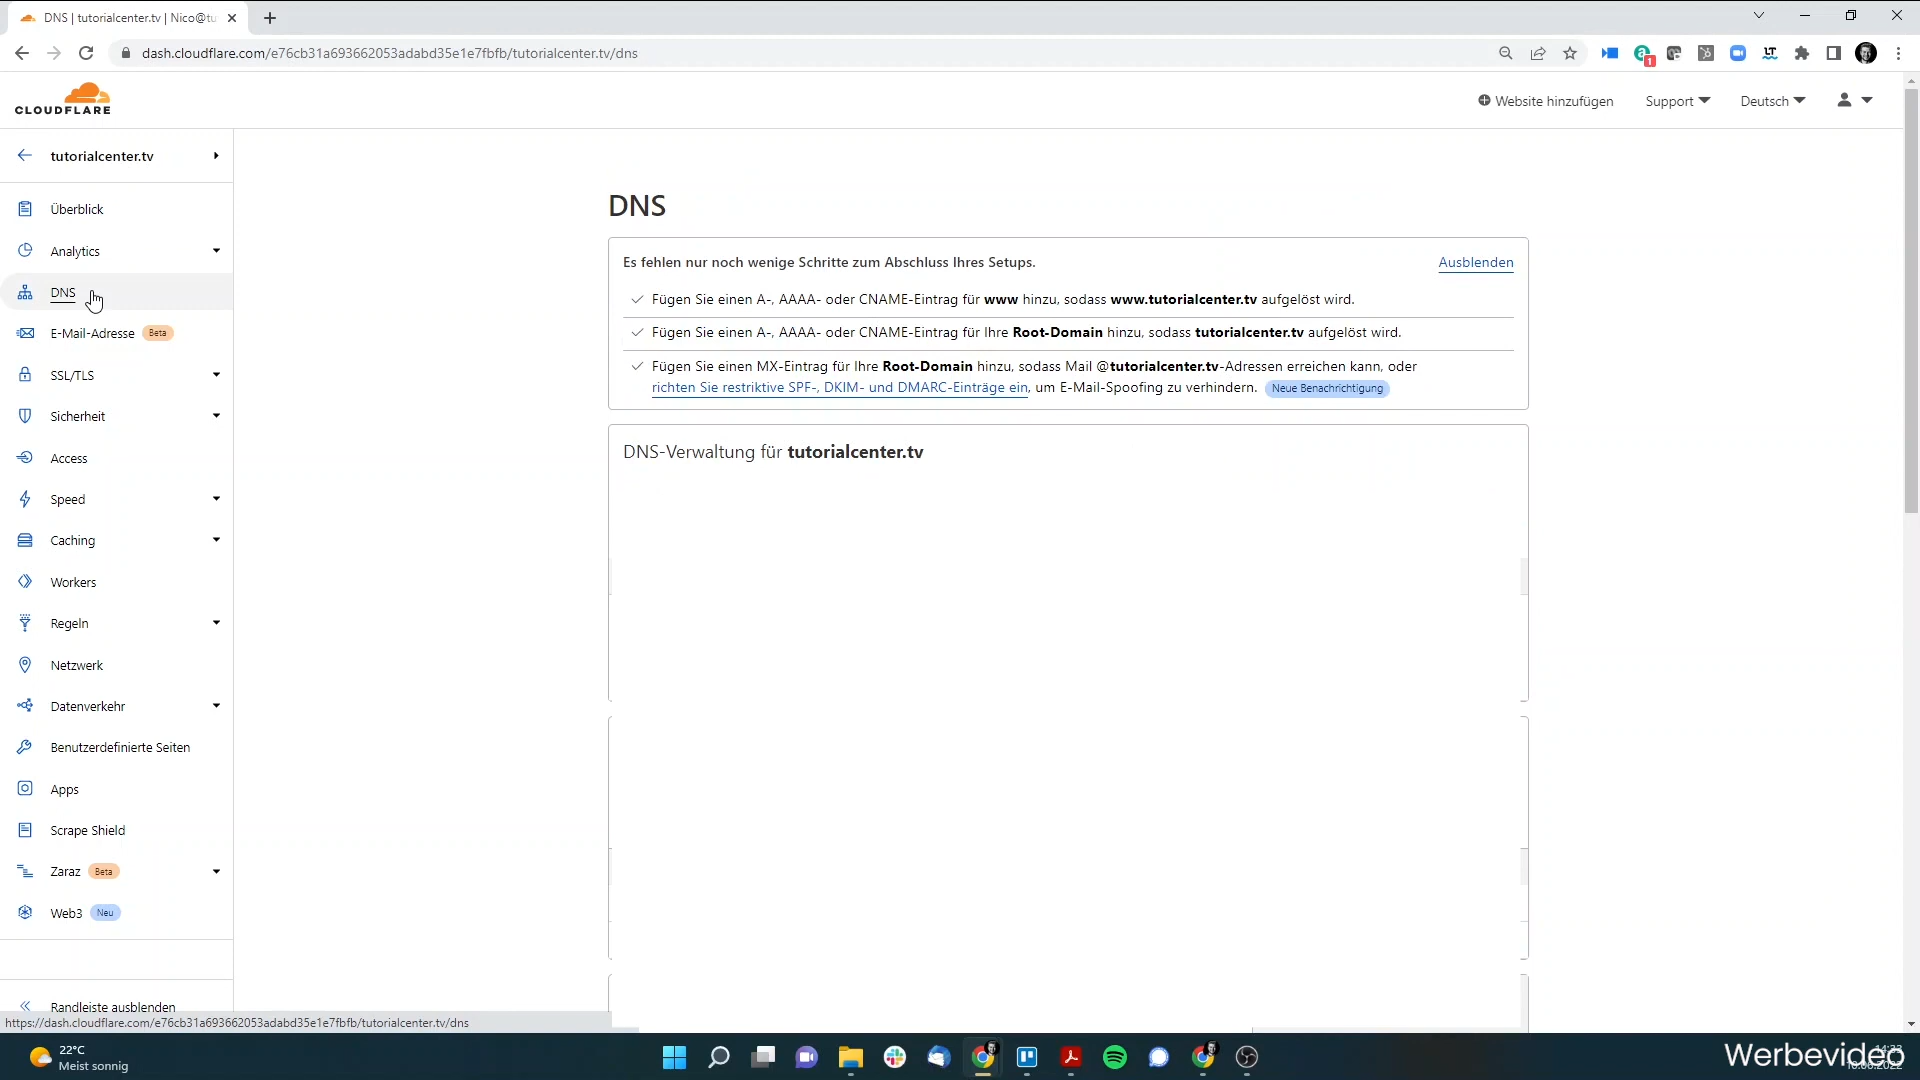 DNS | tutorialcenter.tv | Nico@tu
dash.cloudflare.com/e76cb31a693662053adabd35e1e7fbfb/tutorialcenter.tv/dns
1
CLOUDFLARE
Website hinzufügen
Support
Deutsch
tutorialcenter.tv
Überblick
Analytics
DNS
E-Mail-Adresse Beta
SSL/TLS
Sicherheit
Access
Speed
Caching
Workers
Regeln
Netzwerk
Datenverkehr
Benutzerdefinierte Seiten
Apps
Scrape Shield
Zaraz Beta
Web3 Neu
Randleiste ausblenden
DNS
Es fehlen nur noch wenige Schritte zum Abschluss Ihres Setups.
Ausblenden
Fügen Sie einen A-, AAAA- oder CNAME-Eintrag für www hinzu, sodass www.tutorialcenter.tv aufgelöst wird.
Fügen Sie einen A-, AAAA- oder CNAME-Eintrag für Ihre Root-Domain hinzu, sodass tutorialcenter.tv aufgelöst wird.
Fügen Sie einen MX-Eintrag für Ihre Root-Domain hinzu, sodass Mail @tutorialcenter.tv-Adressen erreichen kann, oder
richten Sie restriktive SPF-, DKIM- und DMARC-Einträge ein, um E-Mail-Spoofing zu verhindern. Neue Benachrichtigung
DNS-Verwaltung für tutorialcenter.tv
https://dash.cloudflare.com/e76cb31a693662053adabd35e1e7fbfb/tutorialcenter.tv/dns
22°C
Meist sonnig
Werbevideo